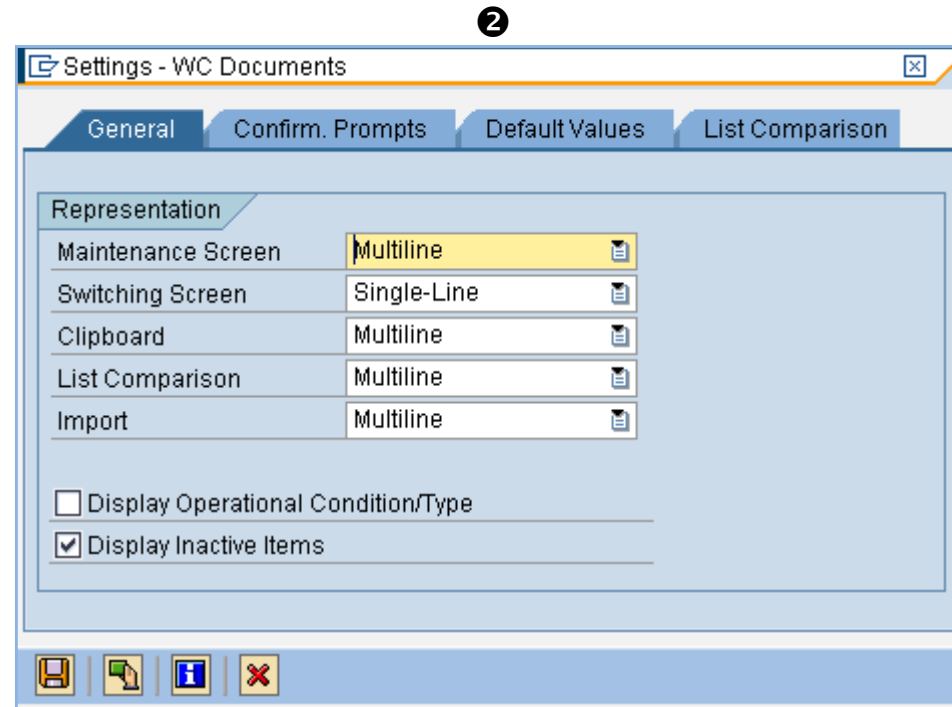 ❷
Settings - WC Documents
General Confirm. Prompts Default Values List Comparison
Representation
Maintenance Screen Multiline
Switching Screen Single-Line
Clipboard Multiline
List Comparison Multiline
Import Multiline
Display Operational Condition/Type
Display Inactive Items